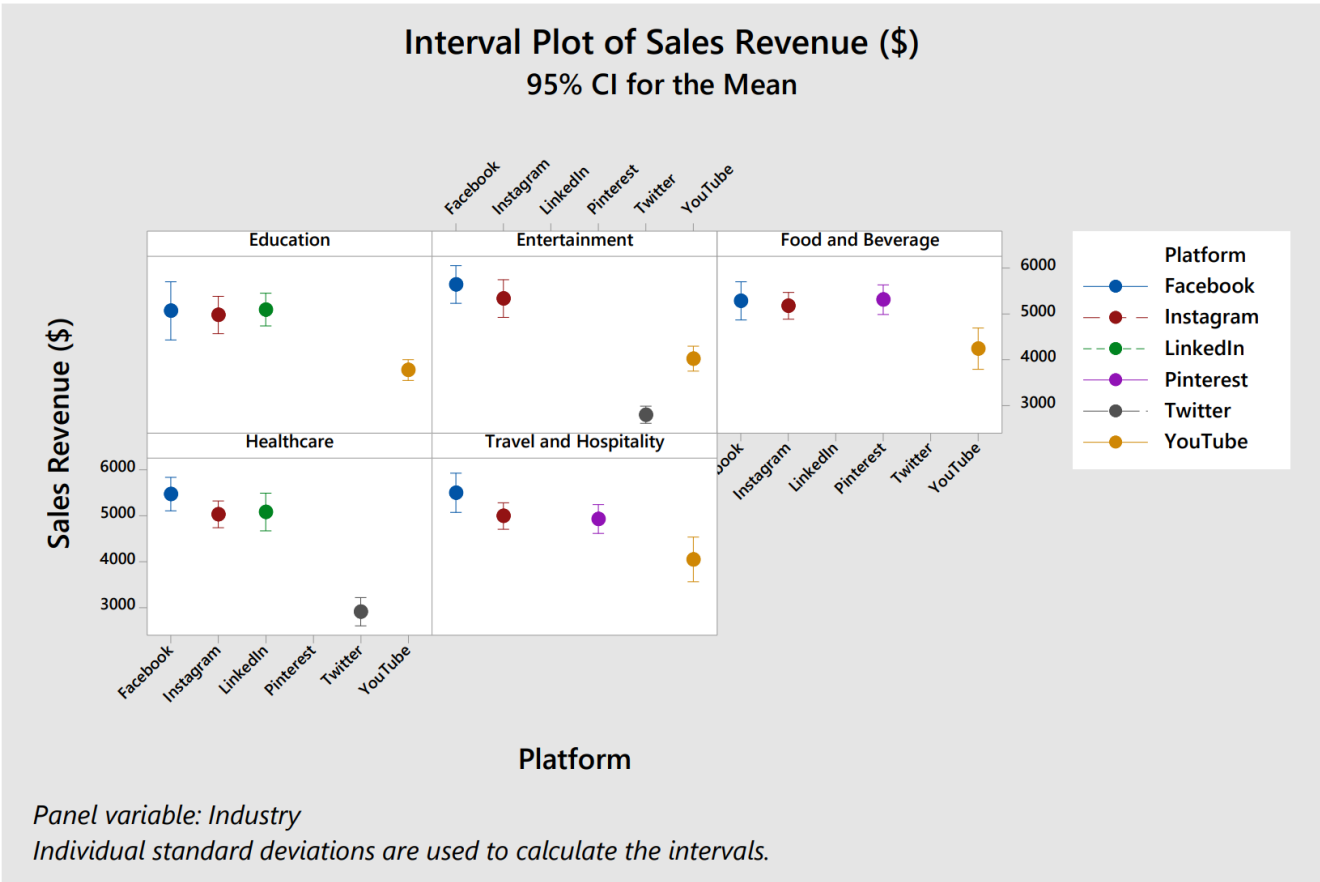 Interval Plot of Sales Revenue ($)
95% CI for the Mean
Facebook
Instagram
LinkedIn
Pinterest
Twitter
YouTube
Education
Entertainment
Food and Beverage
6000
5000
4000
3000
Platform
Facebook
Instagram
LinkedIn
Pinterest
Twitter
YouTube
Sales Revenue ($)
Healthcare
Travel and Hospitality
6000
5000
4000
3000
book
Instagram
LinkedIn
Pinterest
Twitter
YouTube
Facebook
Instagram
LinkedIn
Pinterest
Twitter
YouTube
Platform
Panel variable: Industry
Individual standard deviations are used to calculate the intervals.